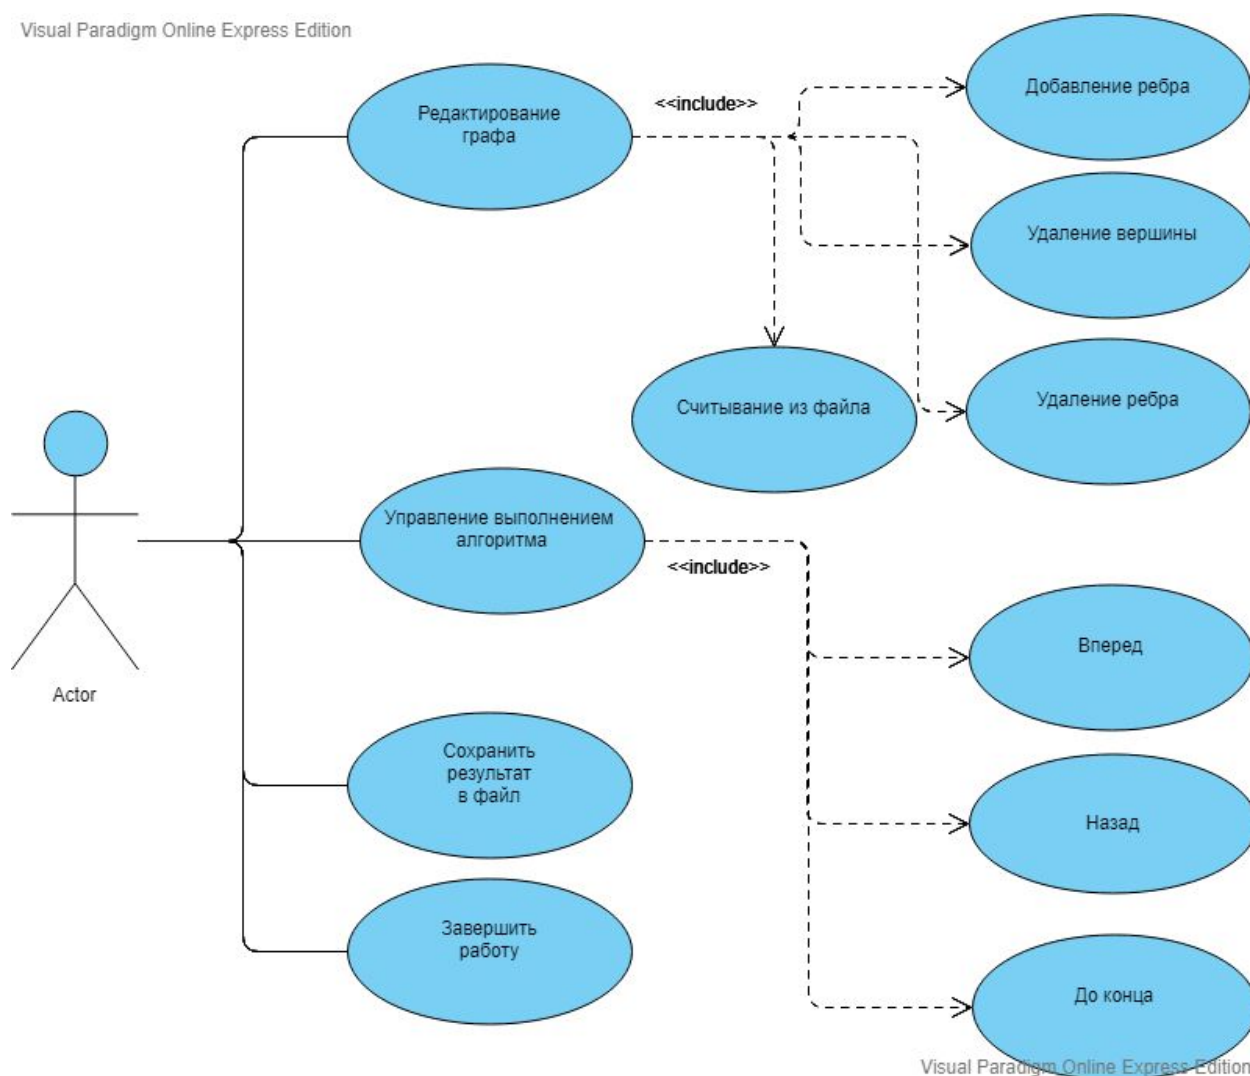 Visual Paradigm Online Express Edition
Редактирование
графа
<<include>>
Добавление ребра
Удаление вершины
Считывание из файла
Удаление ребра
Управление выполнением
алгоритма
<<include>>
Actor
Вперед
Сохранить
результат
в файл
Назад
Завершить
работу
До конца
Visual Paradigm Online Express Edition